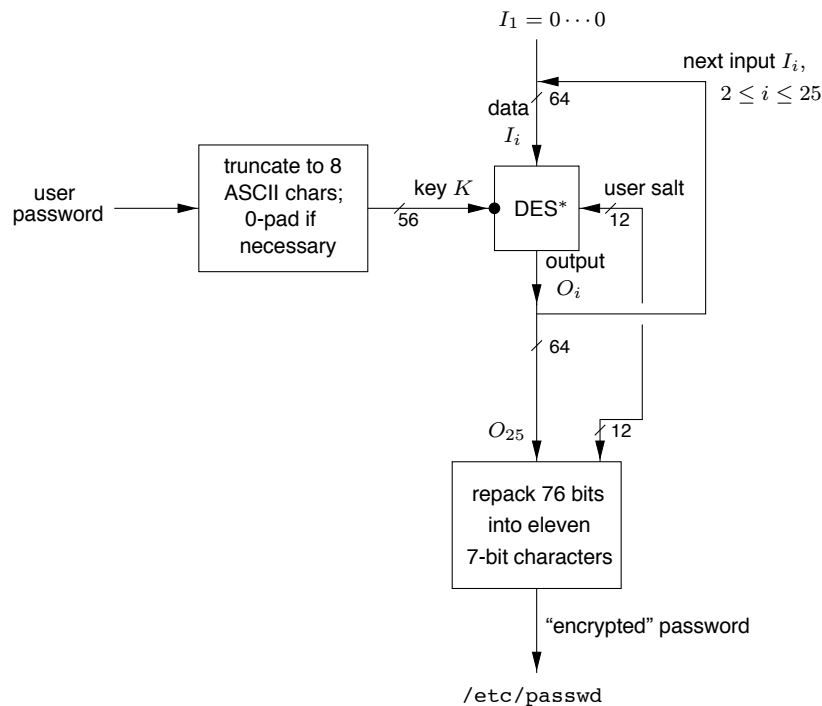 I₁ = 0 ⋯ 0
next input Iᵢ,
2 ≤ i ≤ 25
64
data
Iᵢ
truncate to 8
ASCII chars;
0-pad if
necessary
user
password
key K
56
DES*
user salt
12
output
Oᵢ
64
O₂₅
12
repack 76 bits
into eleven
7-bit characters
“encrypted” password
/etc/passwd